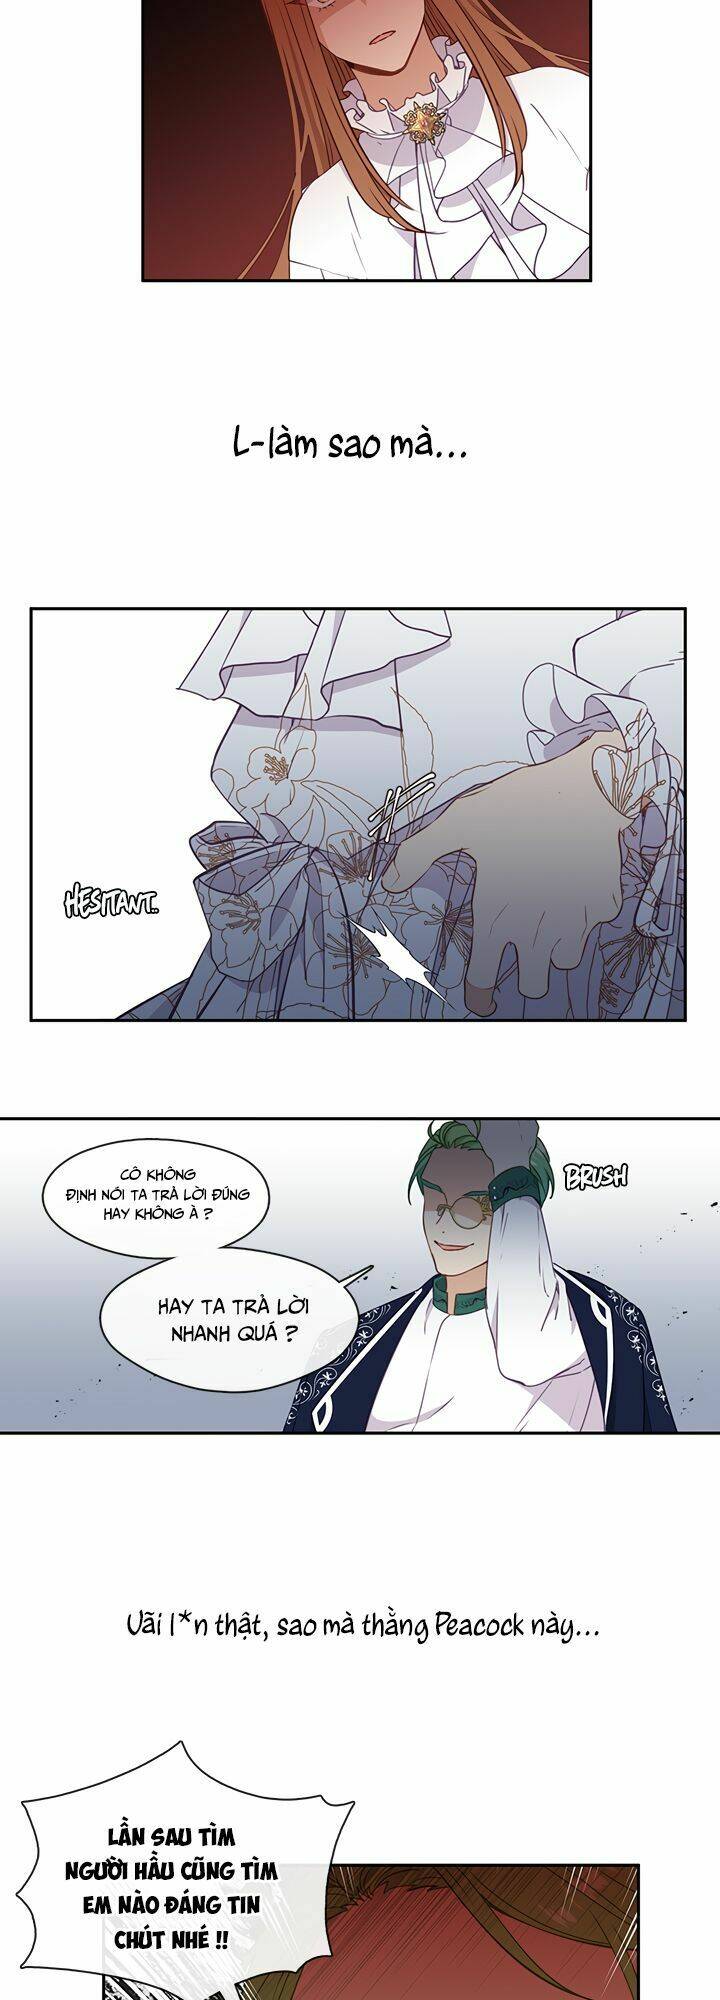 L-làm sao mà...
HESITANT..
CÔ KHÔNG
ĐỊNH NÓI TA TRẢ LỜI ĐÚNG
HAY KHÔNG À ?
BRUSH
HAY TA TRẢ LỜI
NHANH QUÁ ?
Vãi l*n thật, sao mà thằng Peacock này...
LẦN SAU TÌM
NGƯỜI HẦU CŨNG TÌM
EM NÀO ĐÁNG TIN
CHÚT NHÉ !!